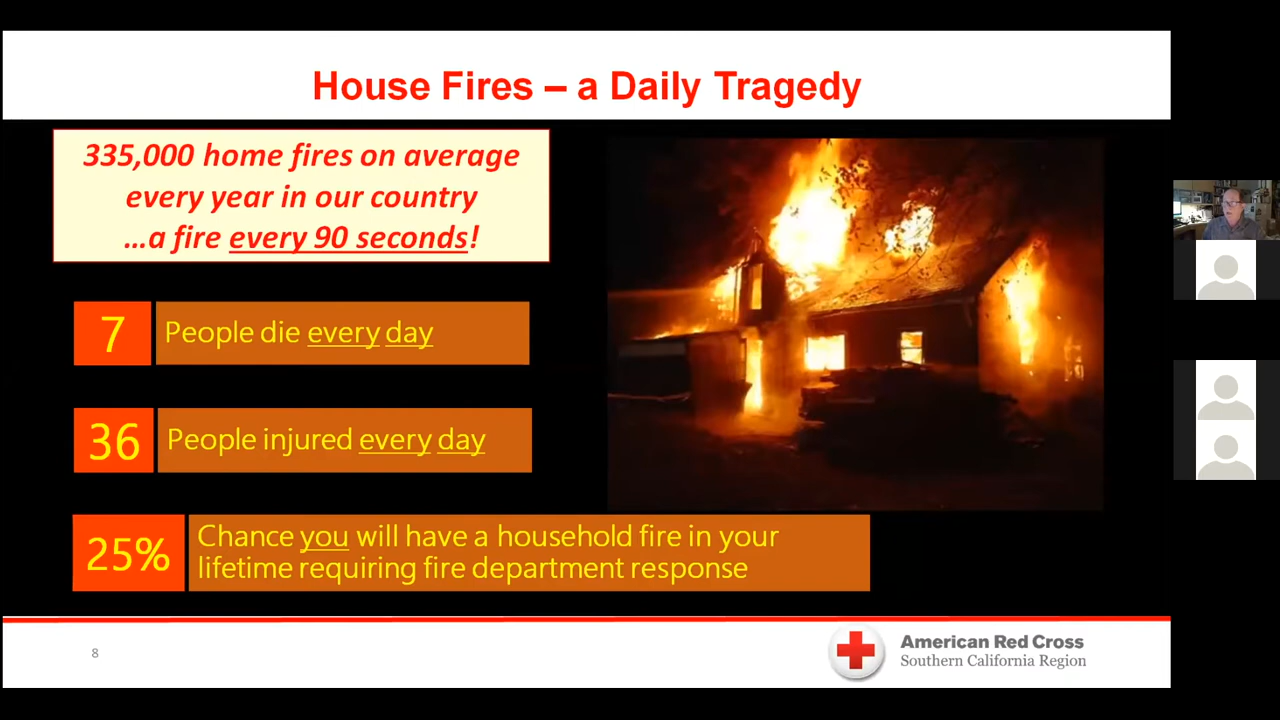 House Fires – a Daily Tragedy
335,000 home fires on average
every year in our country
...a fire every 90 seconds!
7
People die every day
36
People injured every day
25%
Chance you will have a household fire in your
lifetime requiring fire department response
8
American Red Cross
Southern California Region